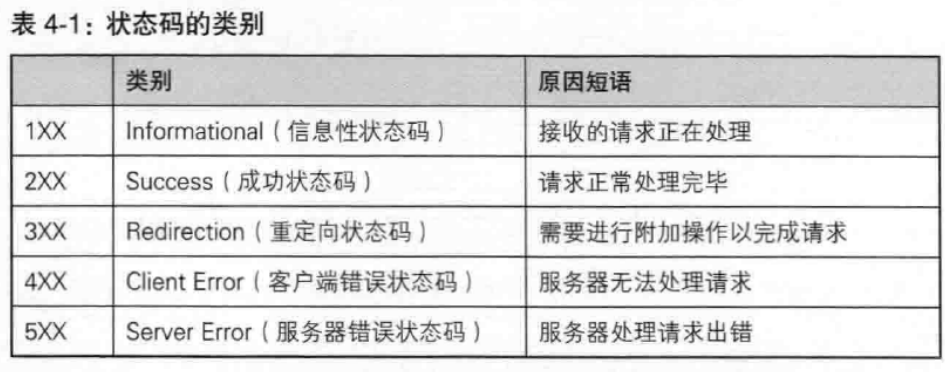 表 4-1：状态码的类别
类别 原因短语
1XX Informational（信息性状态码） 接收的请求正在处理
2XX Success（成功状态码） 请求正常处理完毕
3XX Redirection（重定向状态码） 需要进行附加操作以完成请求
4XX Client Error（客户端错误状态码） 服务器无法处理请求
5XX Server Error（服务器错误状态码） 服务器处理请求出错